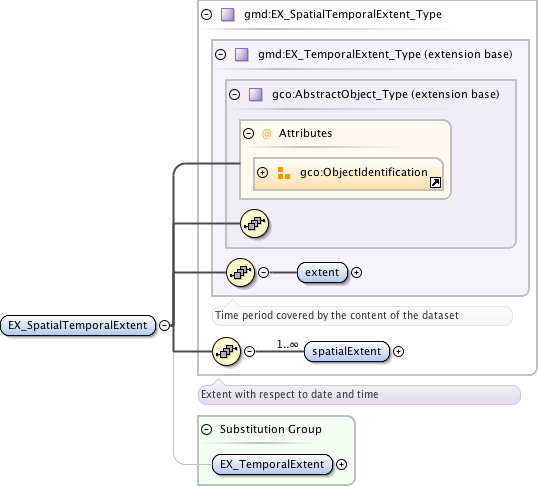 gmd:EX_SpatialTemporalExtent_Type
gmd:EX_TemporalExtent_Type (extension base)
gco:AbstractObject_Type (extension base)
@ Attributes
gco:ObjectIdentification
extent
Time period covered by the content of the dataset
EX_SpatialTemporalExtent
1..∞
spatialExtent
Extent with respect to date and time
Substitution Group
EX_TemporalExtent